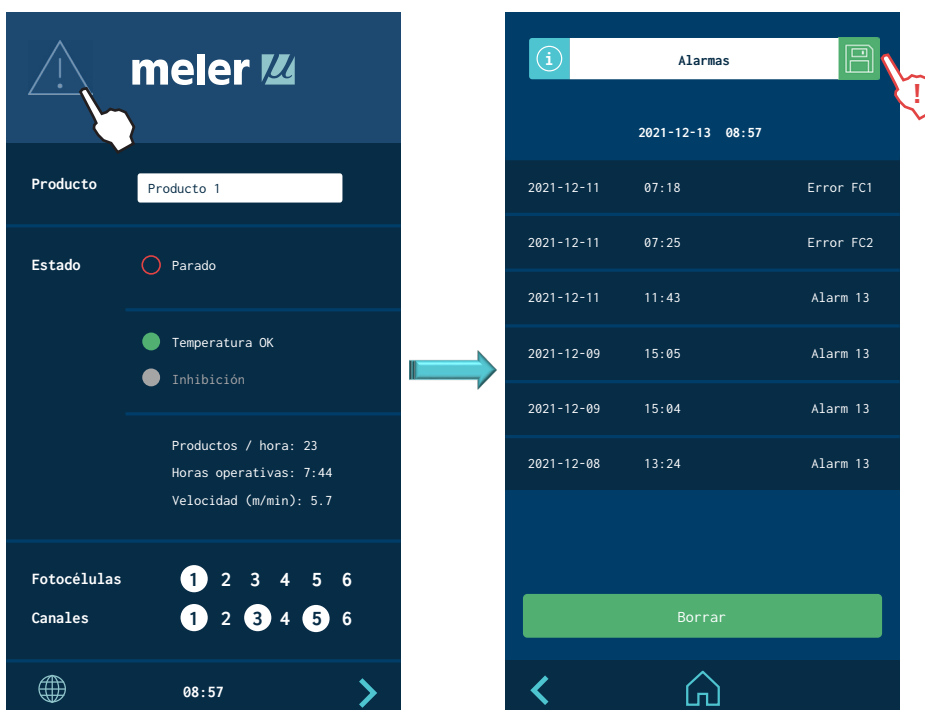 meler µ
Producto Producto 1
Estado Parado
Temperatura OK
Inhibición
Productos / hora: 23
Horas operativas: 7:44
Velocidad (m/min): 5.7
Fotocélulas 1 2 3 4 5 6
Canales 1 2 3 4 5 6
08:57
i Alarmas
!
2021-12-13 08:57
2021-12-11 07:18 Error FC1
2021-12-11 07:25 Error FC2
2021-12-11 11:43 Alarm 13
2021-12-09 15:05 Alarm 13
2021-12-09 15:04 Alarm 13
2021-12-08 13:24 Alarm 13
Borrar